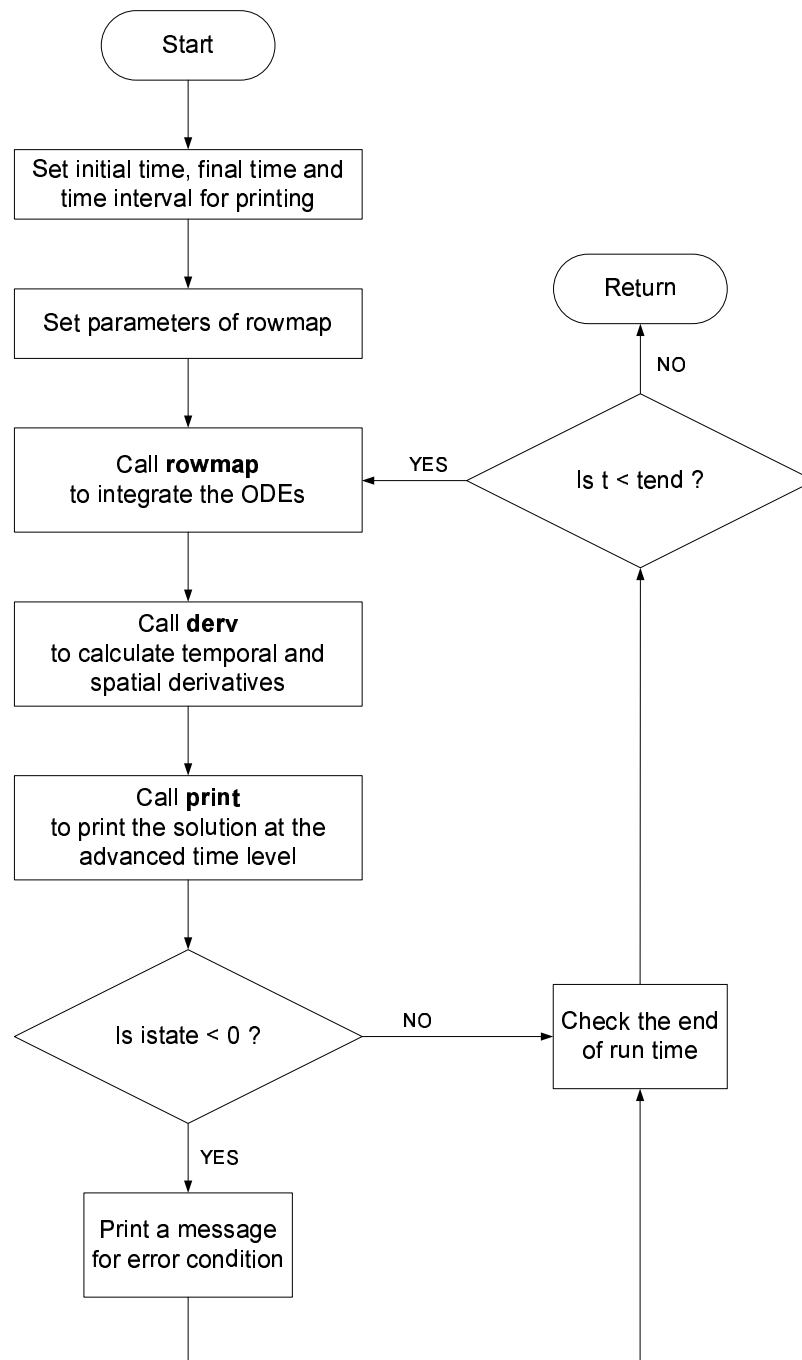 Start
Set initial time, final time and
time interval for printing
Set parameters of rowmap
Call rowmap
to integrate the ODEs
Call derv
to calculate temporal and
spatial derivatives
Call print
to print the solution at the
advanced time level
Is istate < 0 ?
NO
YES
Print a message
for error condition
Check the end
of run time
Is t < tend ?
YES
NO
Return